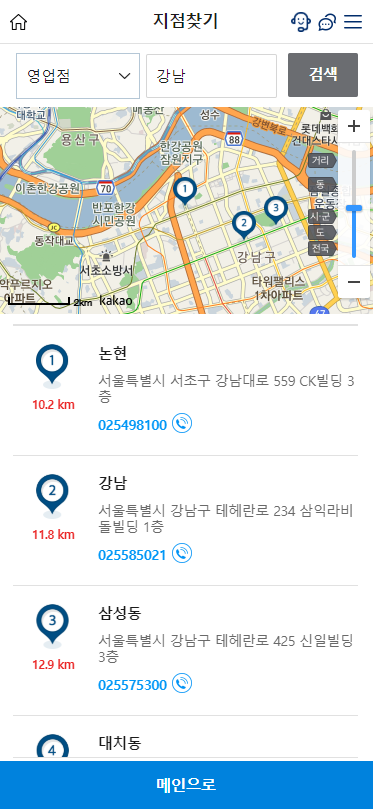 지점찾기
영업점
강남
검색
대학교
매봉산
성수
강변북로
롯데백화
건대스타시
용산구
한강공원
잠원지구
88
거리
이촌한강공원
70
동
반포한강
시민공원
1
2
3
운동장
시·군
동작대교
도
강남구
전국
서초소방서
타워팰리스
1차아파트
악푸르지오
아파트
2km
kakao
1
논현
서울특별시 서초구 강남대로 559 CK빌딩 3
층
10.2 km
025498100
2
강남
서울특별시 강남구 테헤란로 234 삼익라비
돌빌딩 1층
11.8 km
025585021
3
삼성동
서울특별시 강남구 테헤란로 425 신일빌딩
3층
12.9 km
025575300
4
대치동
메인으로